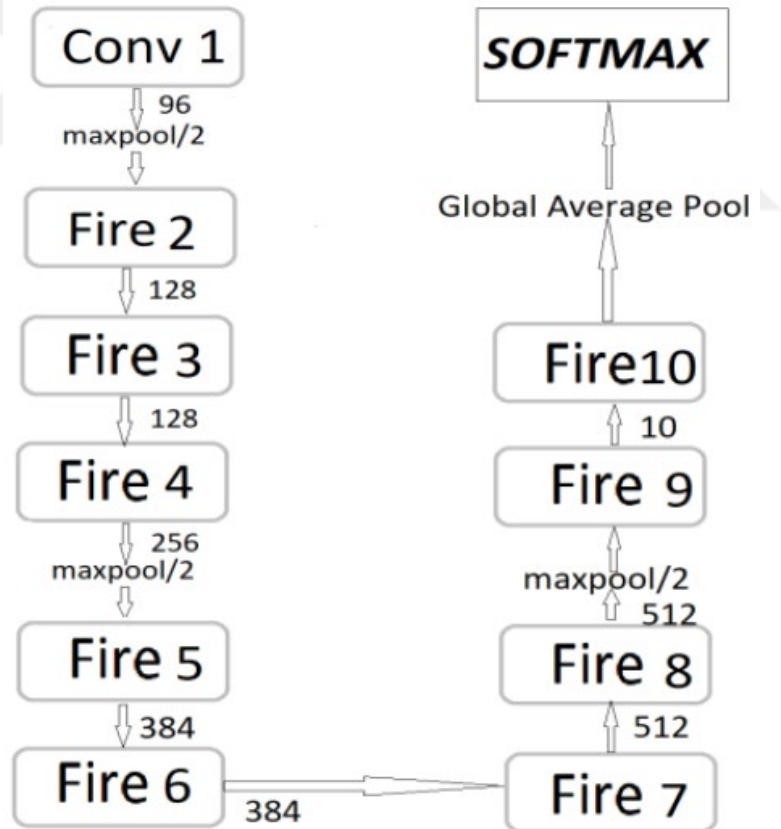 Conv 1
96
maxpool/2
Fire 2
128
Fire 3
128
Fire 4
256
maxpool/2
Fire 5
384
Fire 6
384
Fire 7
512
Fire 8
512
maxpool/2
Fire 9
10
Fire10
Global Average Pool
SOFTMAX